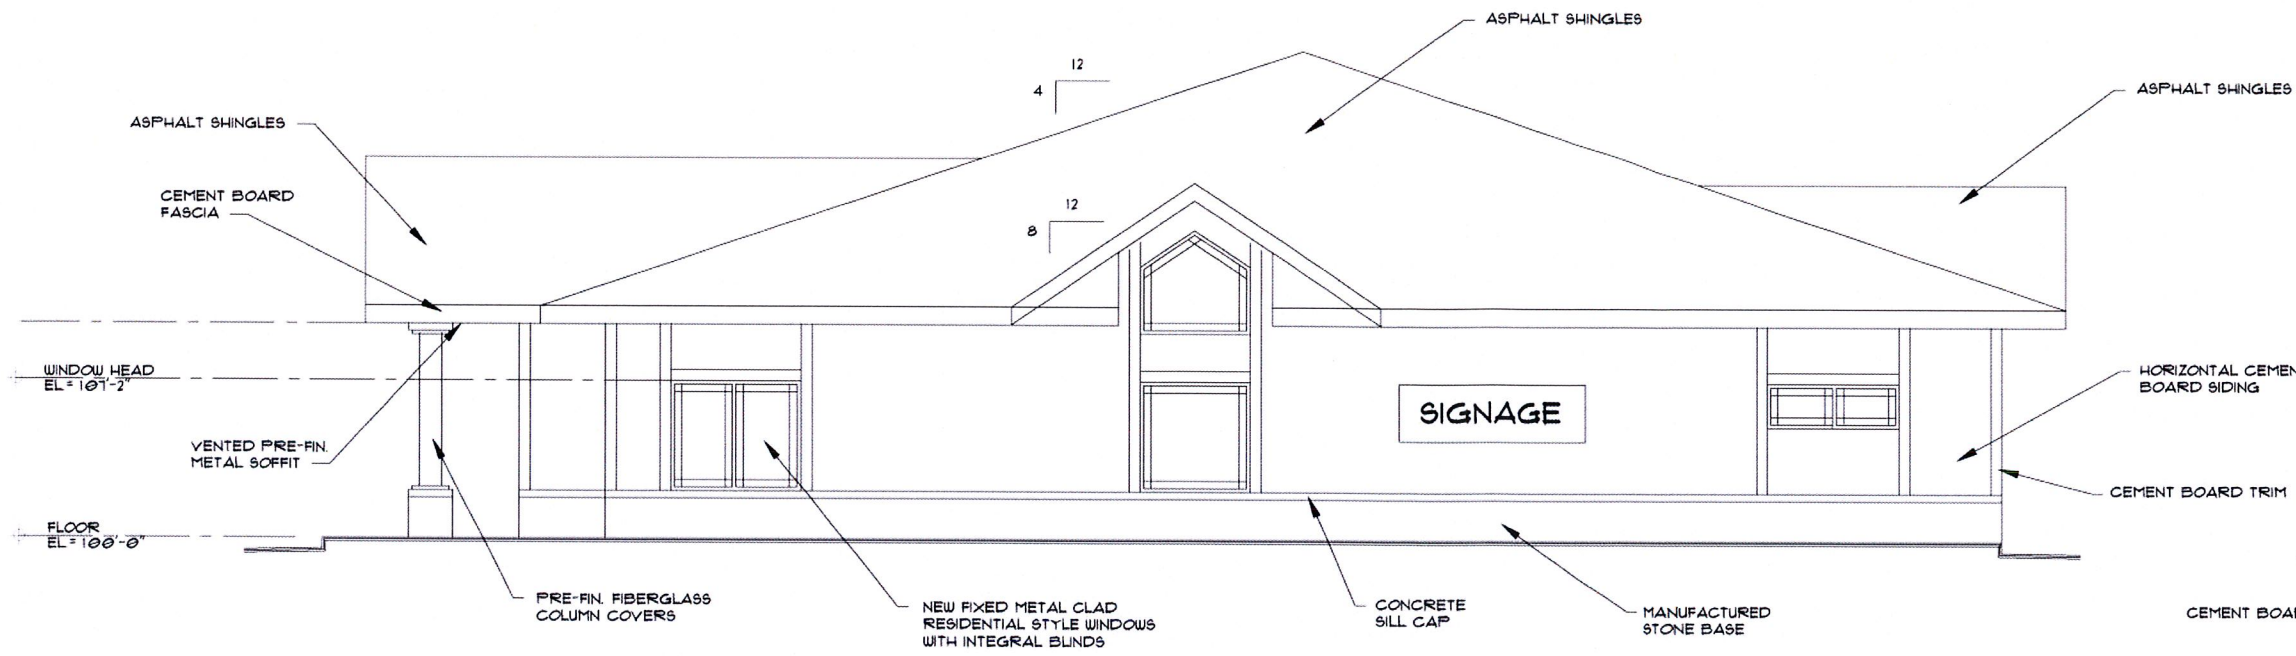 ASPHALT SHINGLES
12
4
ASPHALT SHINGLES
ASPHALT SHINGLES
CEMENT BOARD
FASCIA
12
8
WINDOW HEAD
EL = 107'-2"
SIGNAGE
HORIZONTAL CEMEN
BOARD SIDING
VENTED PRE-FIN.
METAL SOFFIT
CEMENT BOARD TRIM
FLOOR
EL = 100'-0"
PRE-FIN. FIBERGLASS
COLUMN COVERS
NEW FIXED METAL CLAD
RESIDENTIAL STYLE WINDOWS
WITH INTEGRAL BLINDS
CONCRETE
SILL CAP
MANUFACTURED
STONE BASE
CEMENT BOAR